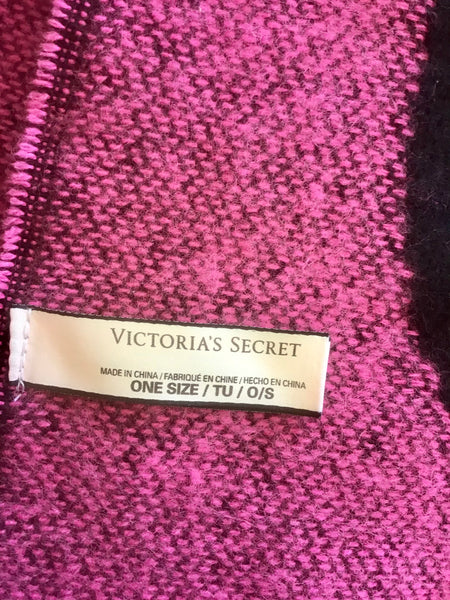 VICTORIA'S SECRET
MADE IN CHINA / FABRIQUÉ EN CHINE / HECHO EN CHINA
ONE SIZE / TU / O/S